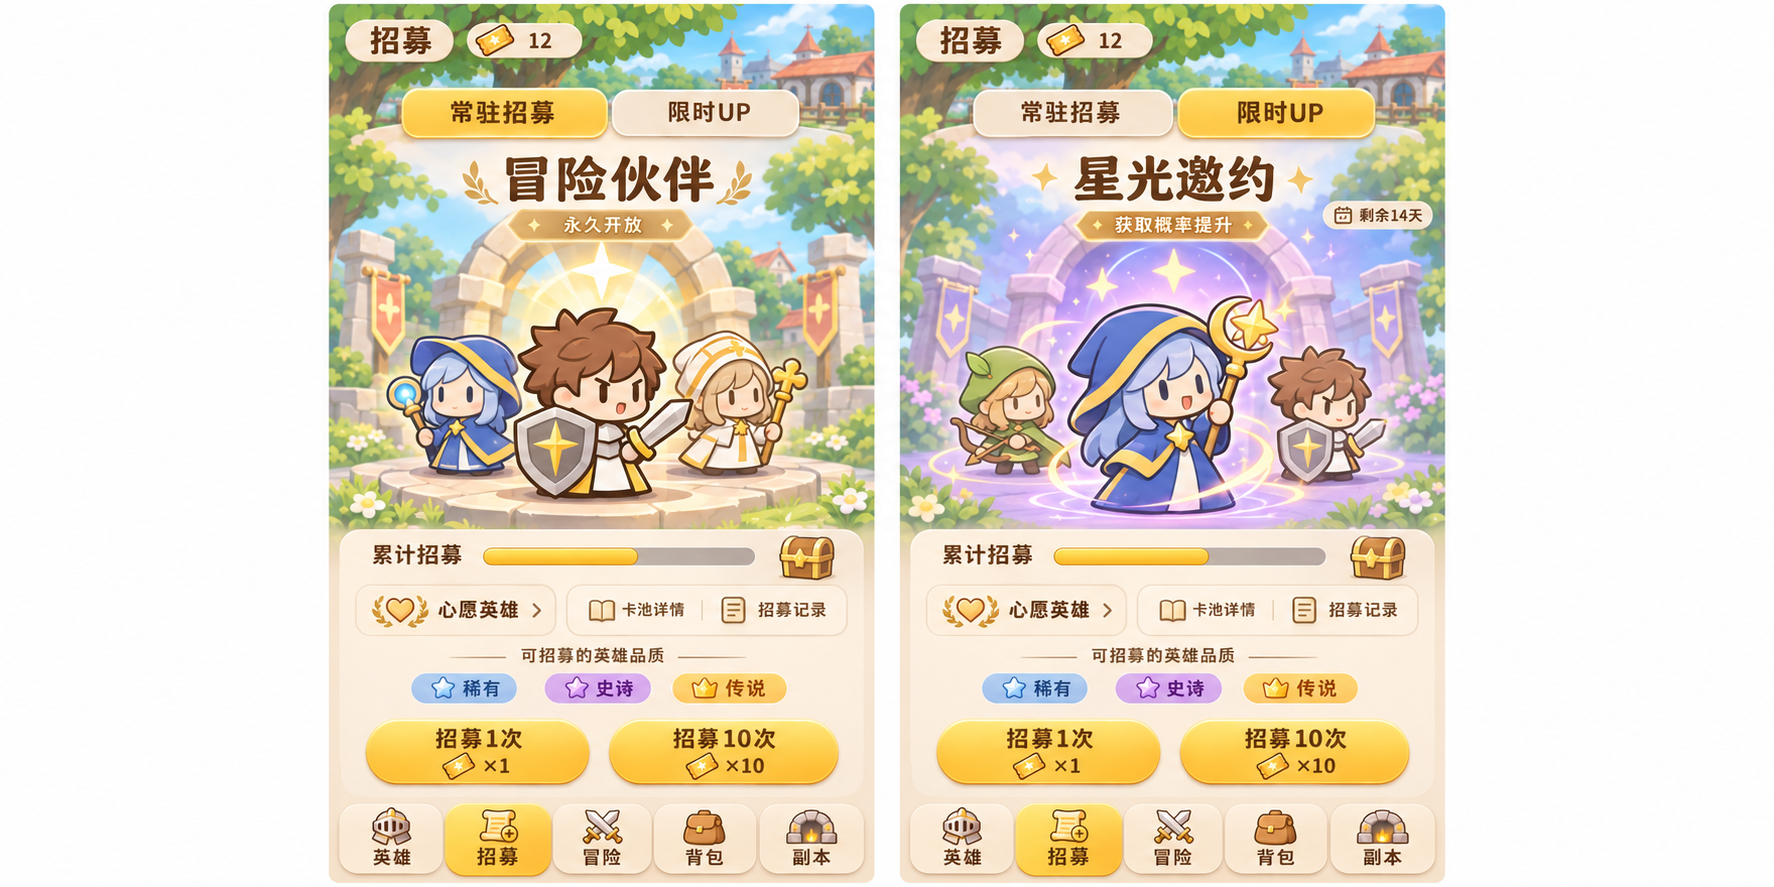 招募
12
常驻招募
限时UP
冒险伙伴
永久开放
累计招募
心愿英雄
卡池详情
招募记录
可招募的英雄品质
稀有
史诗
传说
招募1次
×1
招募10次
×10
英雄
招募
冒险
背包
副本
招募
12
常驻招募
限时UP
星光邀约
获取概率提升
剩余14天
累计招募
心愿英雄
卡池详情
招募记录
可招募的英雄品质
稀有
史诗
传说
招募1次
×1
招募10次
×10
英雄
招募
冒险
背包
副本